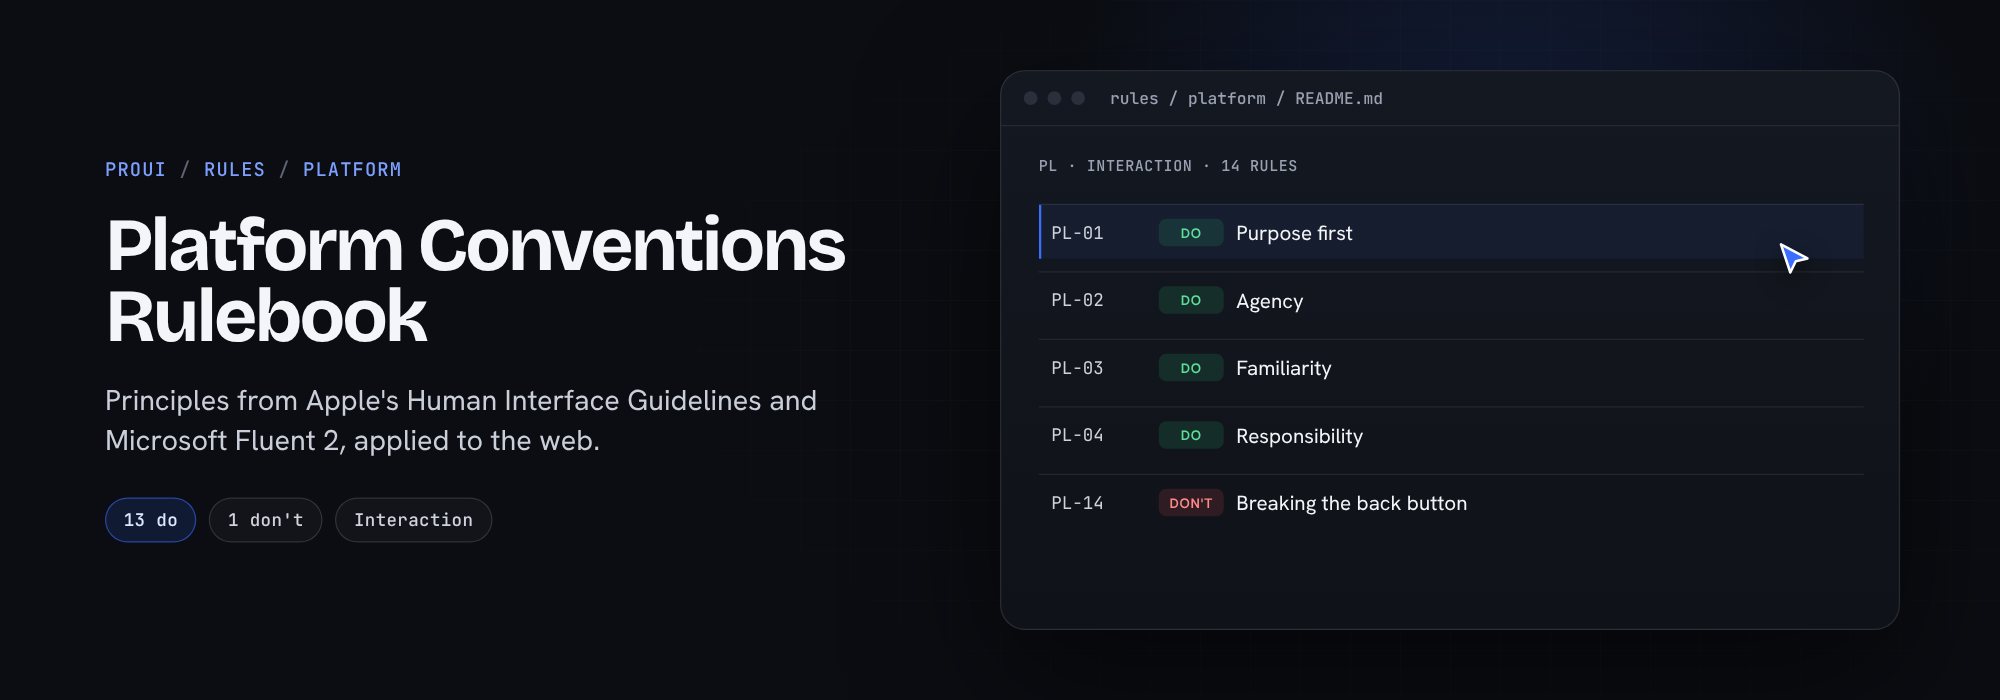 PROUI / RULES / PLATFORM
Platform Conventions
Rulebook
Principles from Apple's Human Interface Guidelines and
Microsoft Fluent 2, applied to the web.
13 do
1 don't
Interaction
rules / platform / README.md
PL · INTERACTION · 14 RULES
PL-01 DO Purpose first
PL-02 DO Agency
PL-03 DO Familiarity
PL-04 DO Responsibility
PL-14 DON'T Breaking the back button